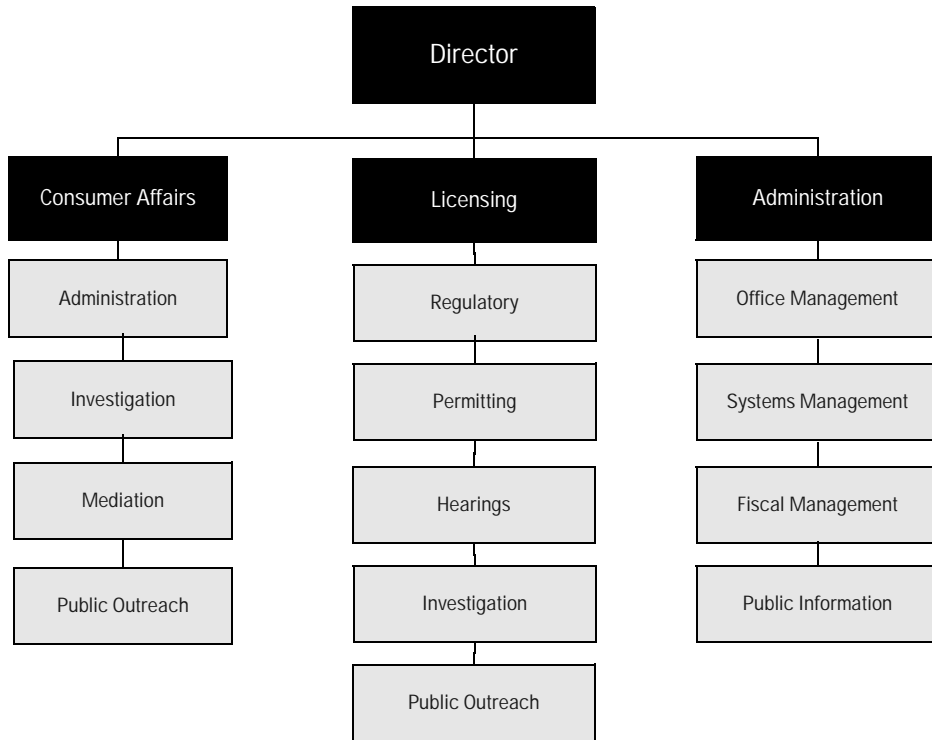 Director
Consumer Affairs
Licensing
Administration
Administration
Regulatory
Office Management
Investigation
Permitting
Systems Management
Mediation
Hearings
Fiscal Management
Public Outreach
Investigation
Public Information
Public Outreach